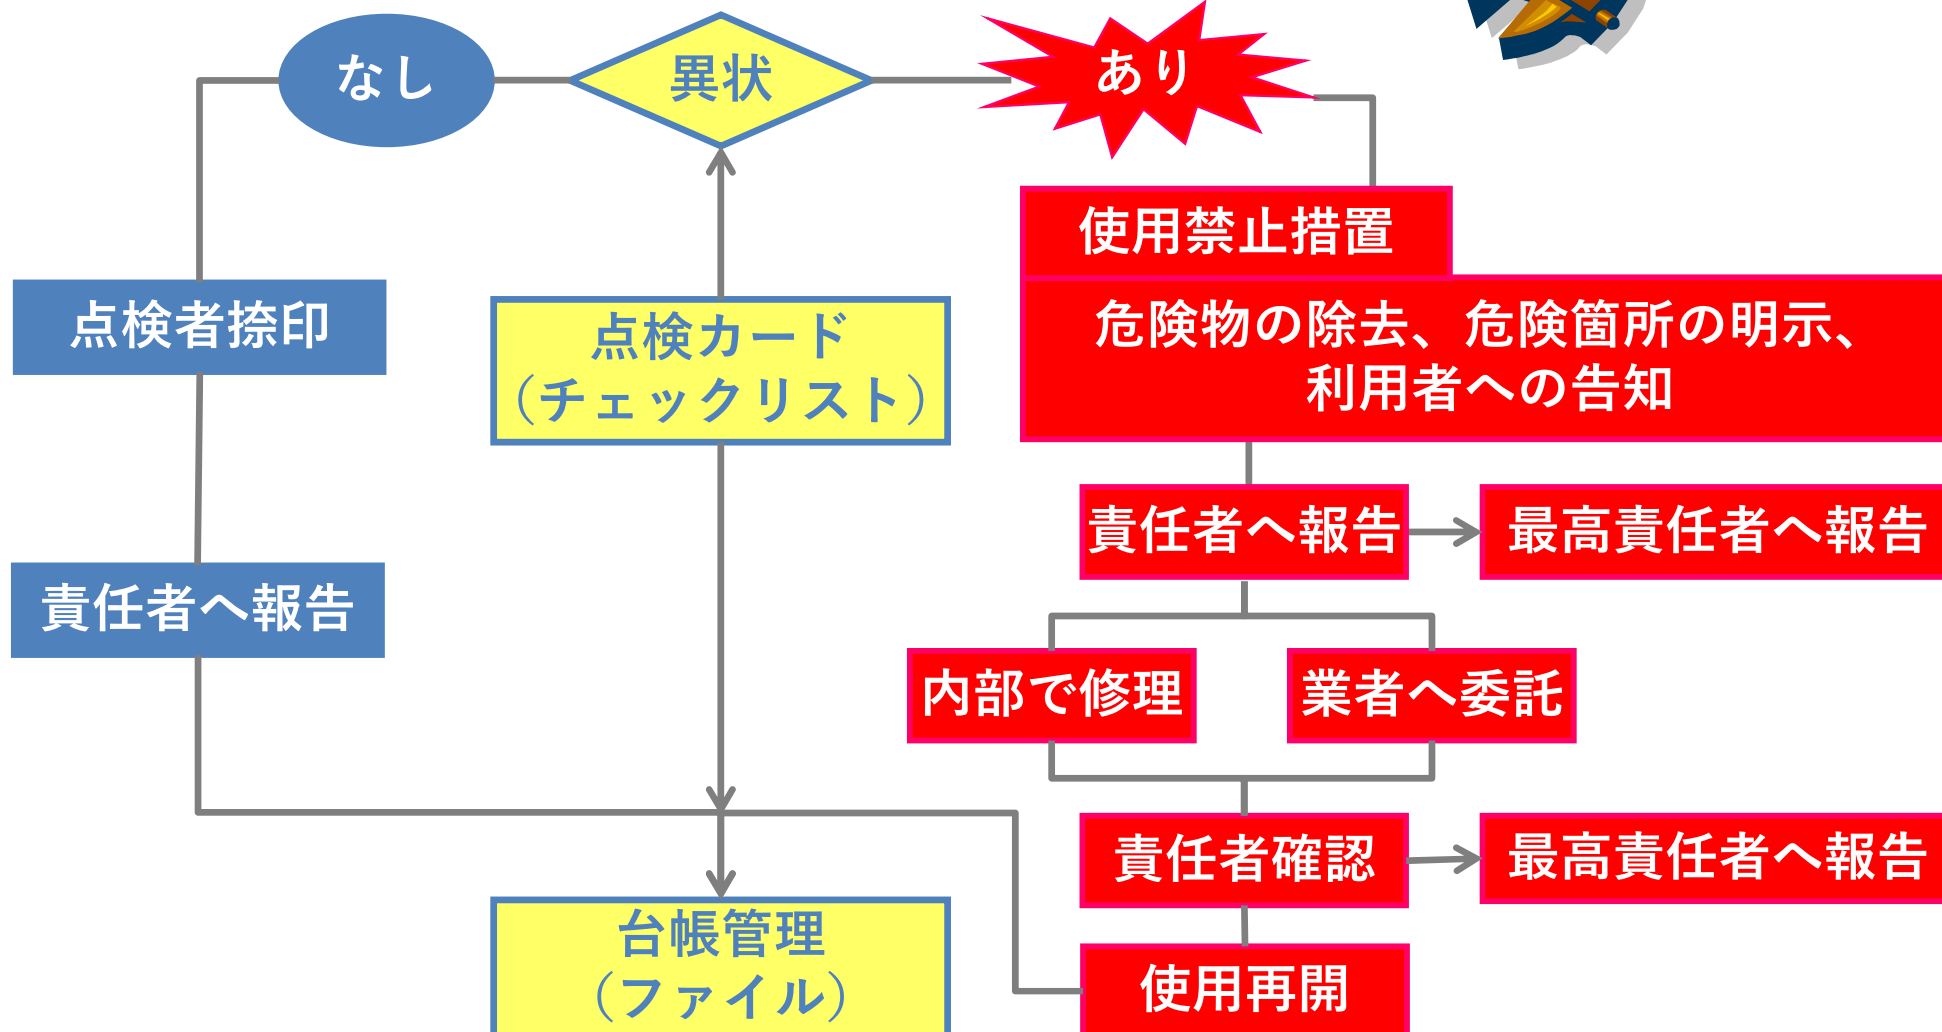 なし
異状
あり
使用禁止措置
点検者捺印
点検カード
（チェックリスト）
危険物の除去、危険箇所の明示、
利用者への告知
責任者へ報告
最高責任者へ報告
責任者へ報告
内部で修理
業者へ委託
責任者確認
最高責任者へ報告
台帳管理
（ファイル）
使用再開